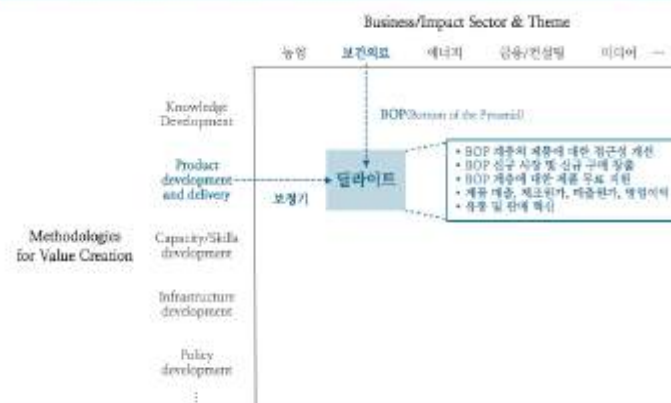 Business/Impact Sector & Theme
농업 보건의료 에너지 금융/컨설팅 미디어 ...
Knowledge
Development
BOP(Bottom of the Pyramid)
Product
development
and delivery
보청기
딜라이트
• BOP 계층의 제품에 대한 접근성 개선
• BOP 신규 시장 및 신규 구매 창출
• BOP 계층에 대한 제품 무료 지원
• 제품 매출, 제조원가, 매출원가, 영업이익
• 유통 및 판매 혁신
Methodologies
for Value Creation
Capacity/Skills
development
Infrastructure
development
Policy
development
⋮